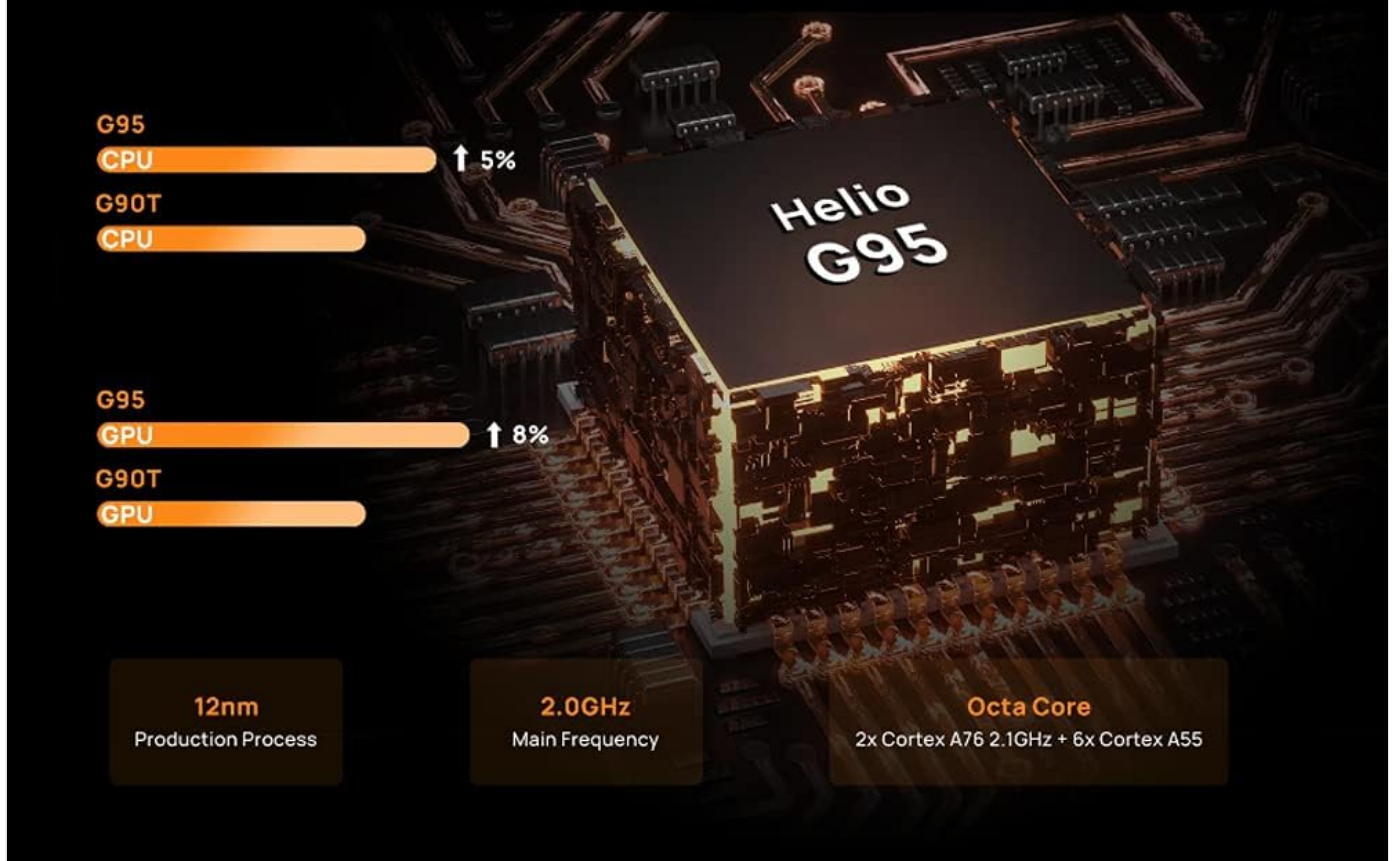 G95
CPU
5%
G90T
CPU
Helio
G95
G95
GPU
8%
G90T
GPU
12nm
Production Process
2.0GHz
Main Frequency
Octa Core
2x Cortex A76 2.1GHz + 6x Cortex A55